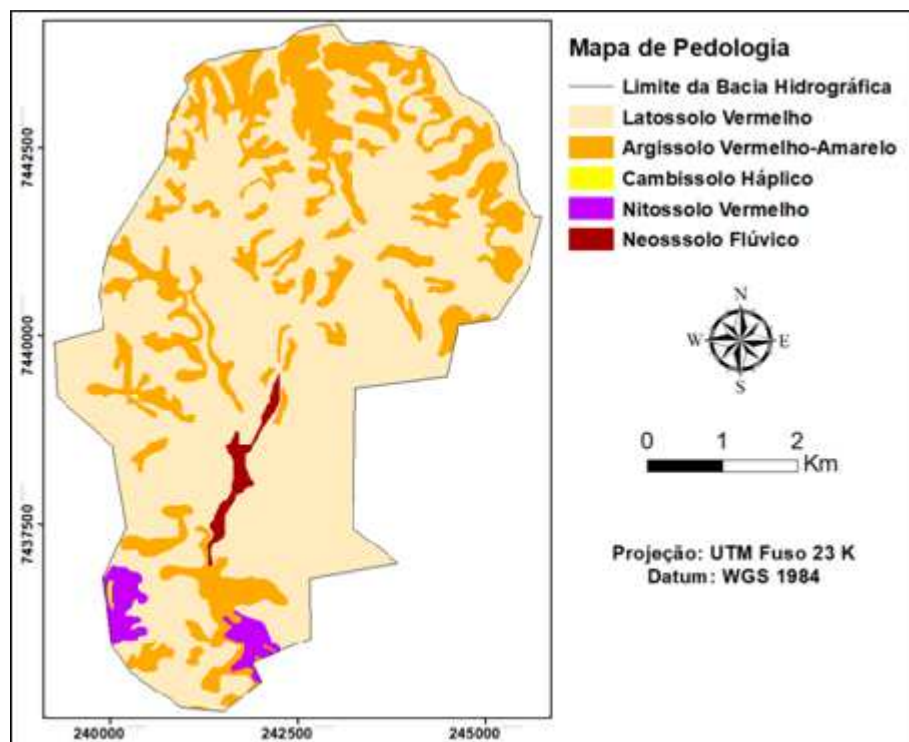 Mapa de Pedologia
Limite da Bacia Hidrográfica
Latossolo Vermelho
Argissolo Vermelho-Amarelo
Cambissolo Háplico
Nitossolo Vermelho
Neosssolo Flúvico
N
W E
S
0 1 2
Km
Projeção: UTM Fuso 23 K
Datum: WGS 1984
7442500
7440000
7437500
240000 242500 245000